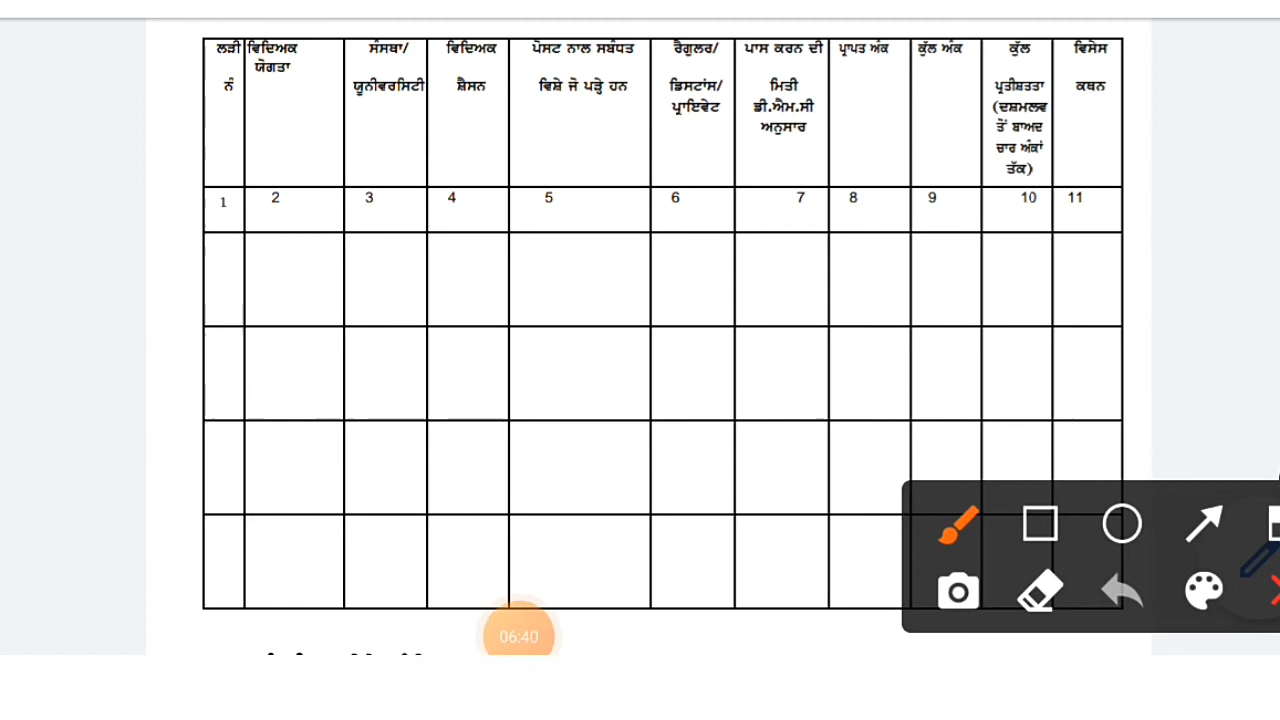 ਲੜੀ ਵਿਦਿਅਕ ਸੰਸਥਾ/ ਵਿਦਿਅਕ ਪੋਸਟ ਨਾਲ ਸਬੰਧਤ ਰੈਗੂਲਰ/ ਪਾਸ ਕਰਨ ਦੀ ਪ੍ਰਾਪਤ ਅੰਕ ਕੁੱਲ ਅੰਕ ਕੁੱਲ ਵਿਸੇਸ
ਯੋਗਤਾ
ਨੰ ਯੂਨੀਵਰਸਿਟੀ ਸ਼ੈਸਨ ਵਿਸ਼ੇ ਜੋ ਪੜ੍ਹੇ ਹਨ ਡਿਸਟਾਂਸ/ ਮਿਤੀ ਪ੍ਰਤੀਸ਼ਤਤਾ ਕਥਨ
ਪ੍ਰਾਇਵੇਟ ਡੀ.ਐਮ.ਸੀ (ਦਸ਼ਮਲਵ
ਅਨੁਸਾਰ ਤੋਂ ਬਾਅਦ
ਚਾਰ ਅੰਕਾਂ
ਤੱਕ)
1 2 3 4 5 6 7 8 9 10 11
06:40